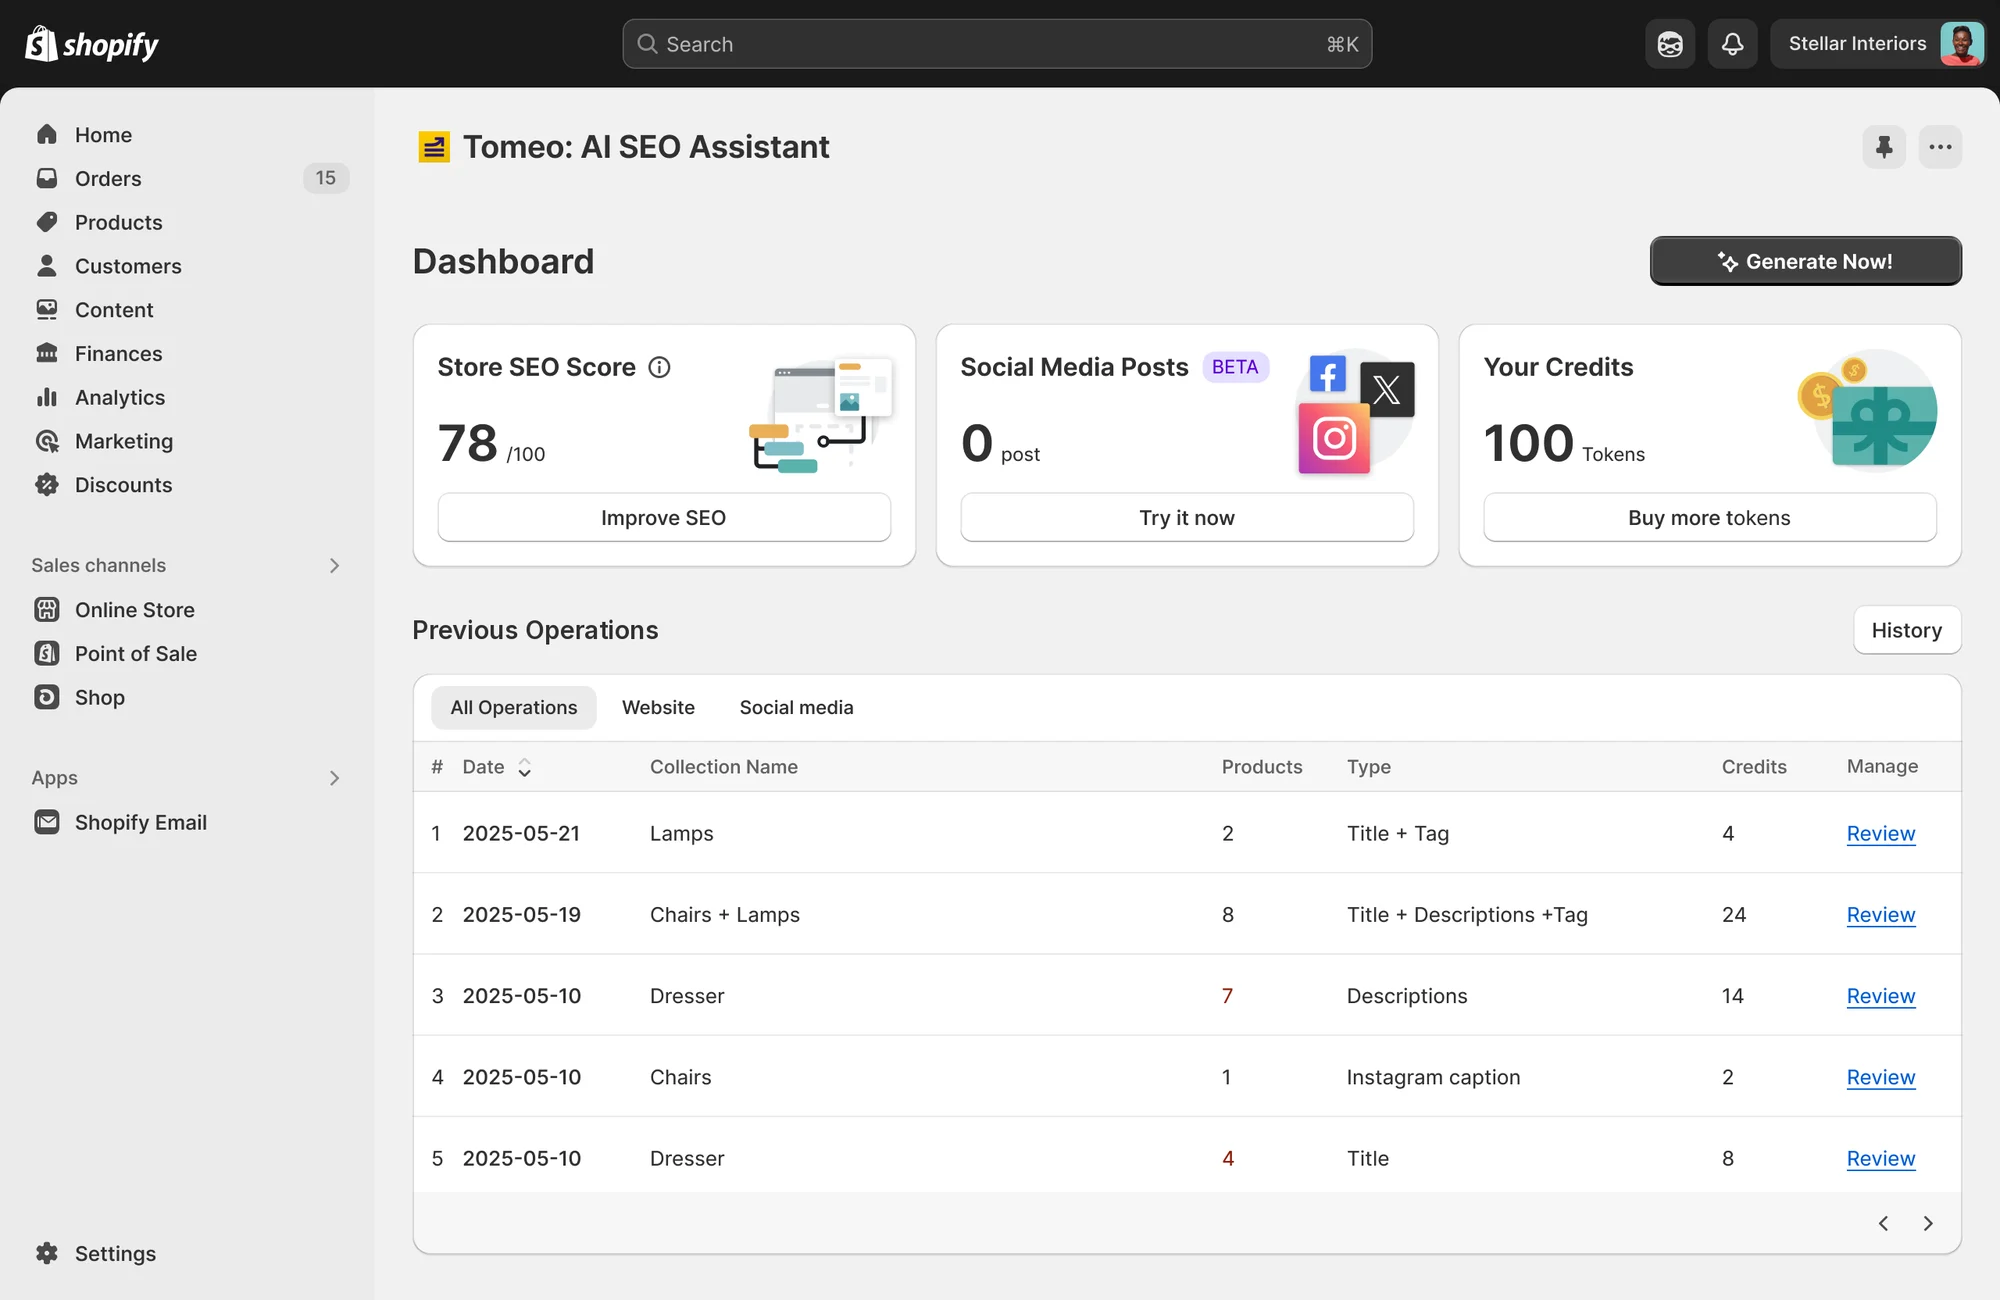 shopify
Search
⌘K
Stellar Interiors
Home
Orders
15
Products
Customers
Content
Finances
Analytics
Marketing
Discounts
Sales channels
Online Store
Point of Sale
Shop
Apps
Shopify Email
Settings
Tomeo: AI SEO Assistant
Dashboard
Generate Now!
Store SEO Score
78 /100
Improve SEO
Social Media Posts BETA
0 post
Try it now
Your Credits
100 Tokens
Buy more tokens
Previous Operations
History
All Operations Website Social media
# Date Collection Name Products Type Credits Manage
1 2025-05-21 Lamps 2 Title + Tag 4 Review
2 2025-05-19 Chairs + Lamps 8 Title + Descriptions +Tag 24 Review
3 2025-05-10 Dresser 7 Descriptions 14 Review
4 2025-05-10 Chairs 1 Instagram caption 2 Review
5 2025-05-10 Dresser 4 Title 8 Review